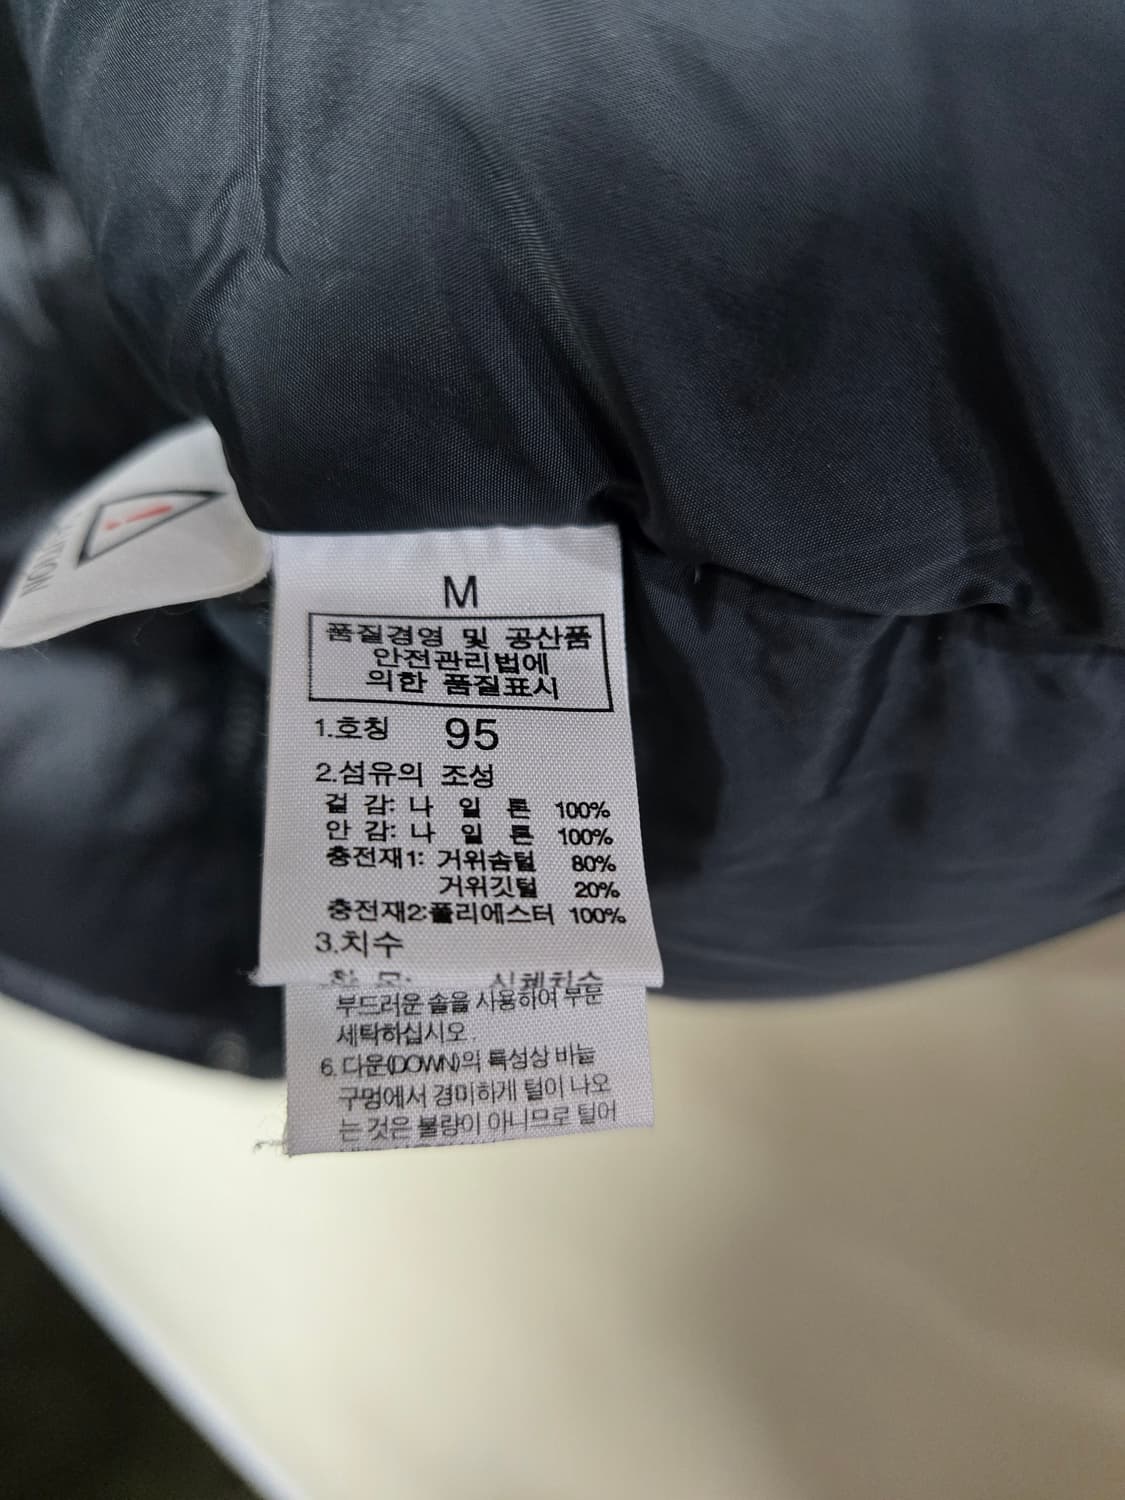 M
품질경영 및 공산품
안전관리법에
의한 품질표시
1.호칭 95
2.섬유의 조성
겉 감: 나 일 론 100%
안 감: 나 일 론 100%
충전재1: 거위솜털 80%
거위깃털 20%
충전재2:폴리에스터 100%
3.치수
항 목: 신체치수
부드러운 솔을 사용하여 부분
세탁하십시오.
6. 다운(DOWN)의 특성상 바늘
구멍에서 경미하게 털이 나오
는 것은 불량이 아니므로 털어